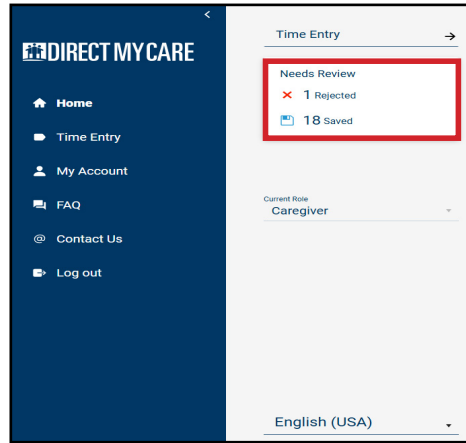 DIRECT MY CARE
Home
Time Entry
My Account
FAQ
@ Contact Us
Log out
Time Entry
Needs Review
1 Rejected
18 Saved
Current Role
Caregiver
English (USA)